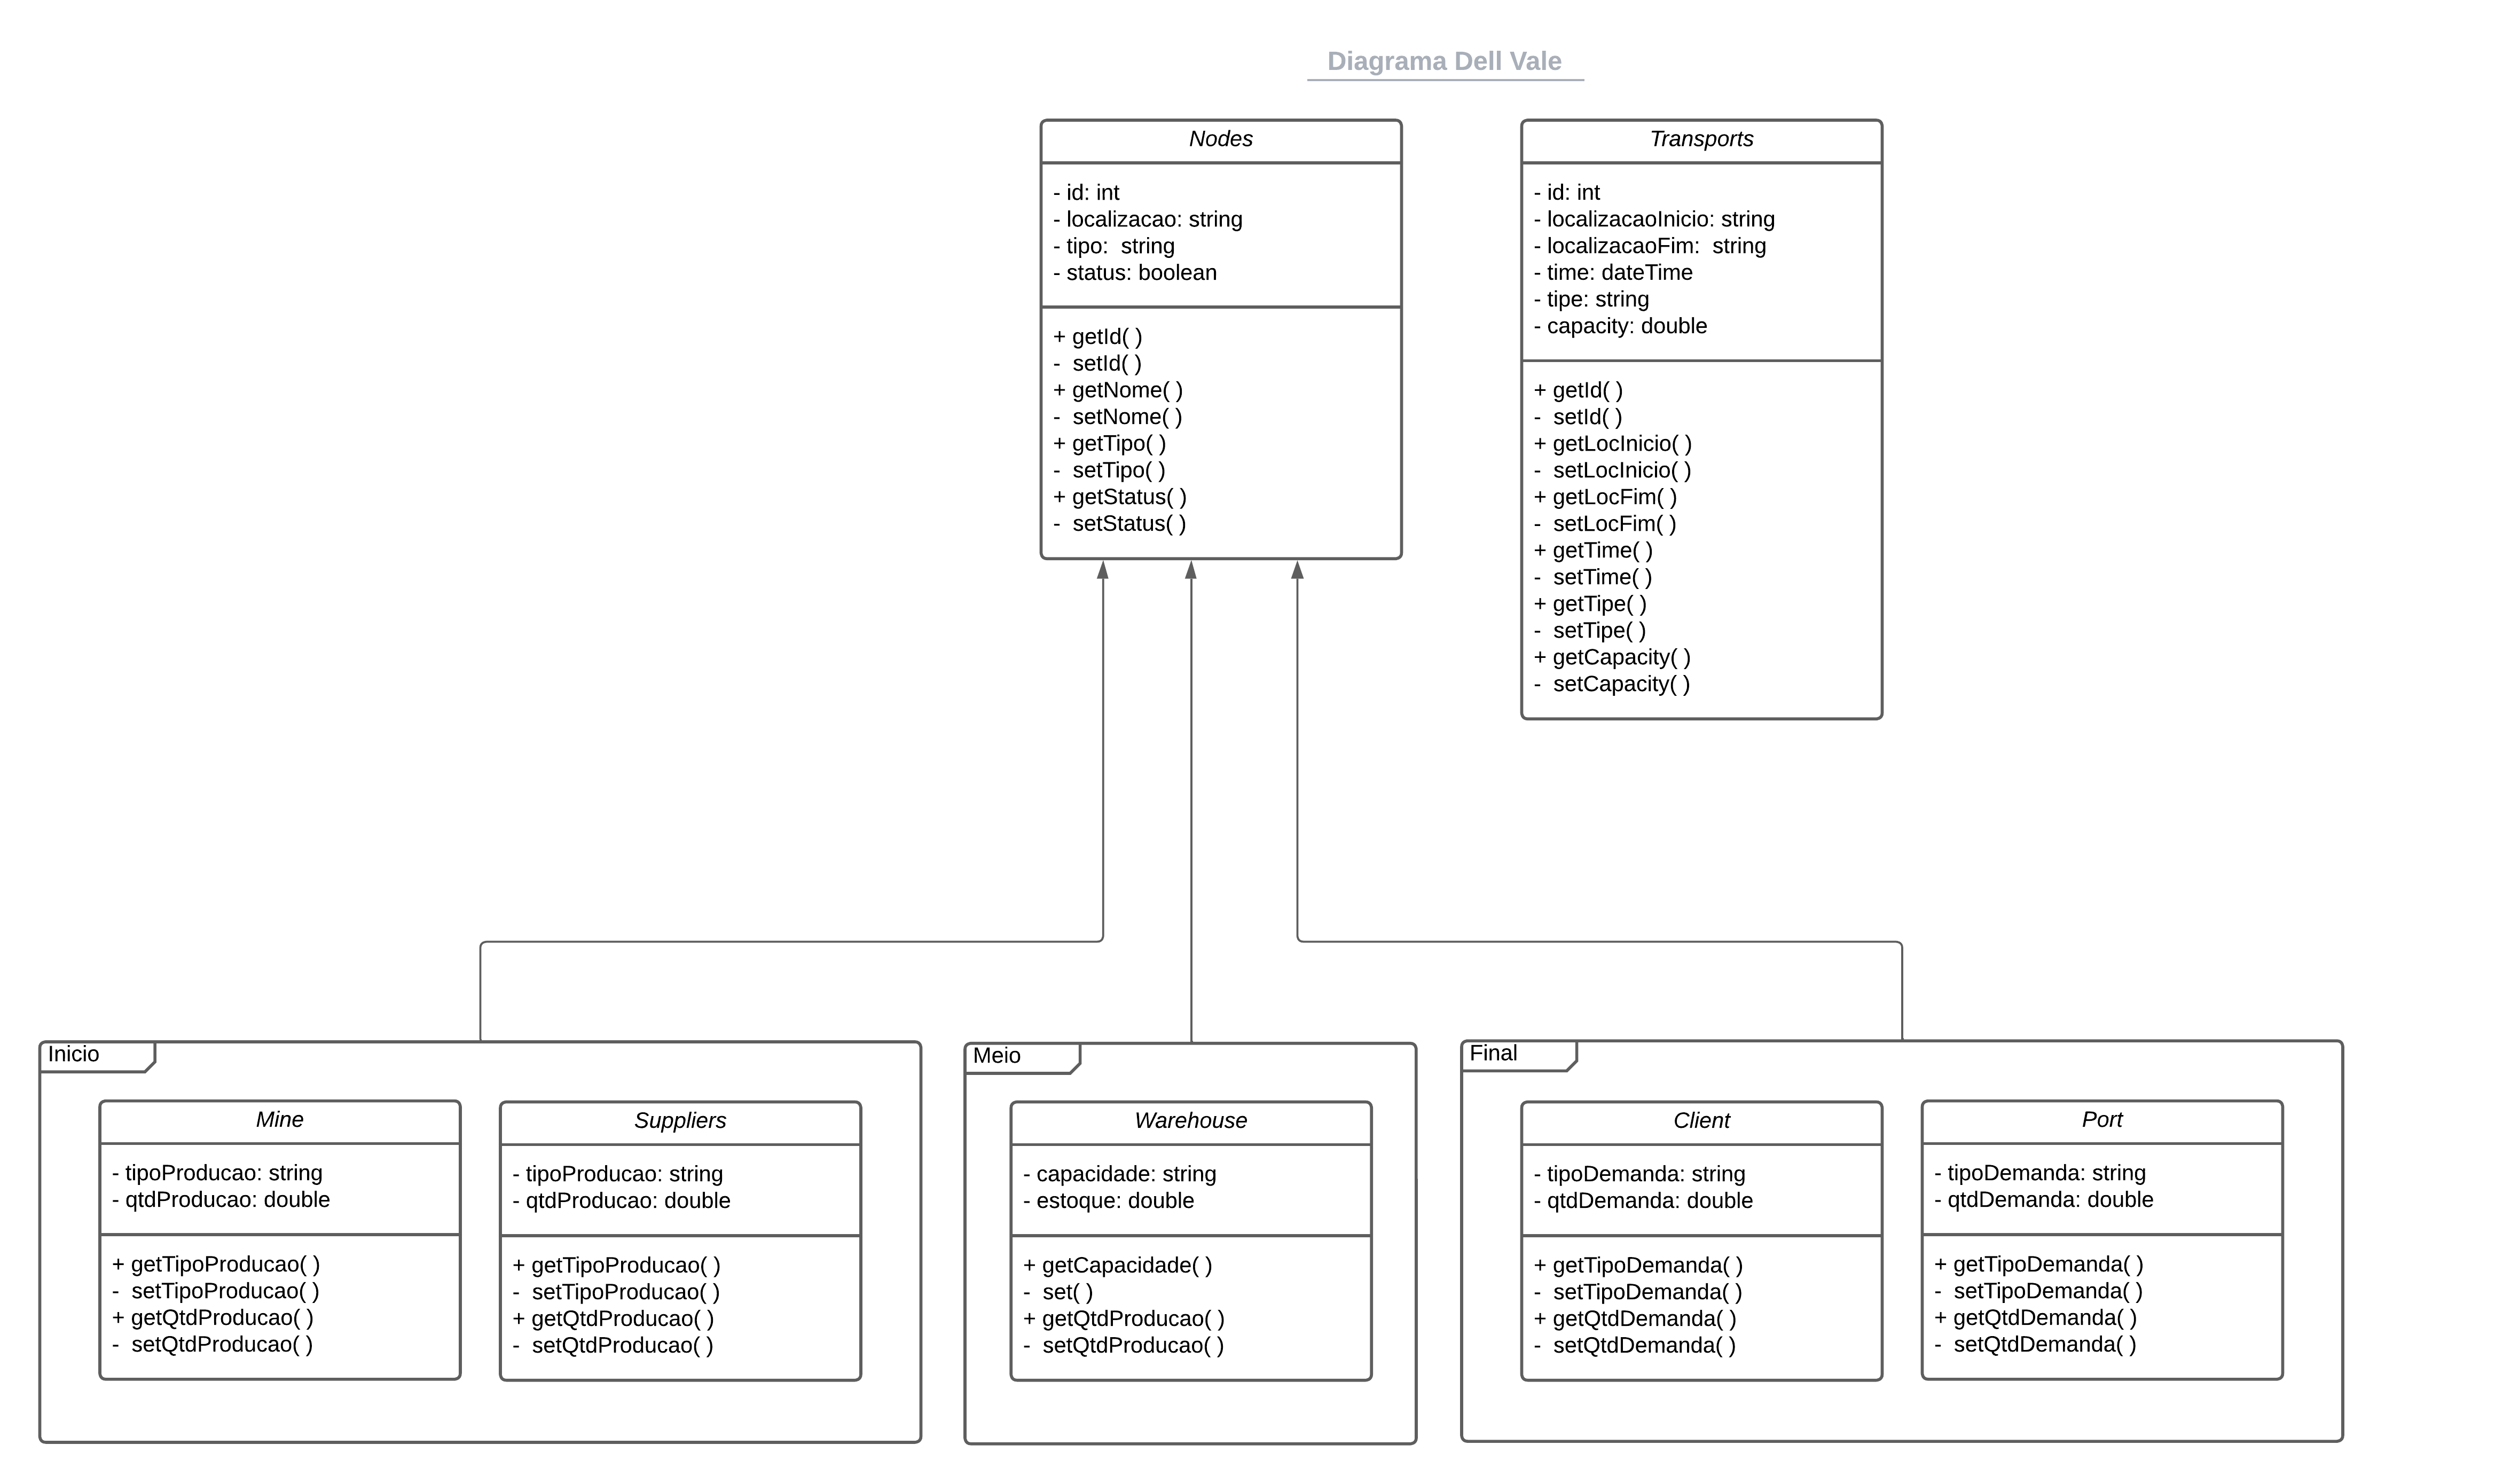 Diagrama Dell Vale
Nodes
- id: int
- localizacao: string
- tipo:  string
- status: boolean
+ getId( )
-  setId( )
+ getNome( )
-  setNome( )
+ getTipo( )
-  setTipo( )
+ getStatus( )
-  setStatus( )
Transports
- id: int
- localizacaoInicio: string
- localizacaoFim:  string
- time: dateTime
- tipe: string
- capacity: double
+ getId( )
-  setId( )
+ getLocInicio( )
-  setLocInicio( )
+ getLocFim( )
-  setLocFim( )
+ getTime( )
-  setTime( )
+ getTipe( )
-  setTipe( )
+ getCapacity( )
-  setCapacity( )
Inicio
Mine
- tipoProducao: string
- qtdProducao: double
+ getTipoProducao( )
-  setTipoProducao( )
+ getQtdProducao( )
-  setQtdProducao( )
Suppliers
- tipoProducao: string
- qtdProducao: double
+ getTipoProducao( )
-  setTipoProducao( )
+ getQtdProducao( )
-  setQtdProducao( )
Meio
Warehouse
- capacidade: string
- estoque: double
+ getCapacidade( )
-  set( )
+ getQtdProducao( )
-  setQtdProducao( )
Final
Client
- tipoDemanda: string
- qtdDemanda: double
+ getTipoDemanda( )
-  setTipoDemanda( )
+ getQtdDemanda( )
-  setQtdDemanda( )
Port
- tipoDemanda: string
- qtdDemanda: double
+ getTipoDemanda( )
-  setTipoDemanda( )
+ getQtdDemanda( )
-  setQtdDemanda( )